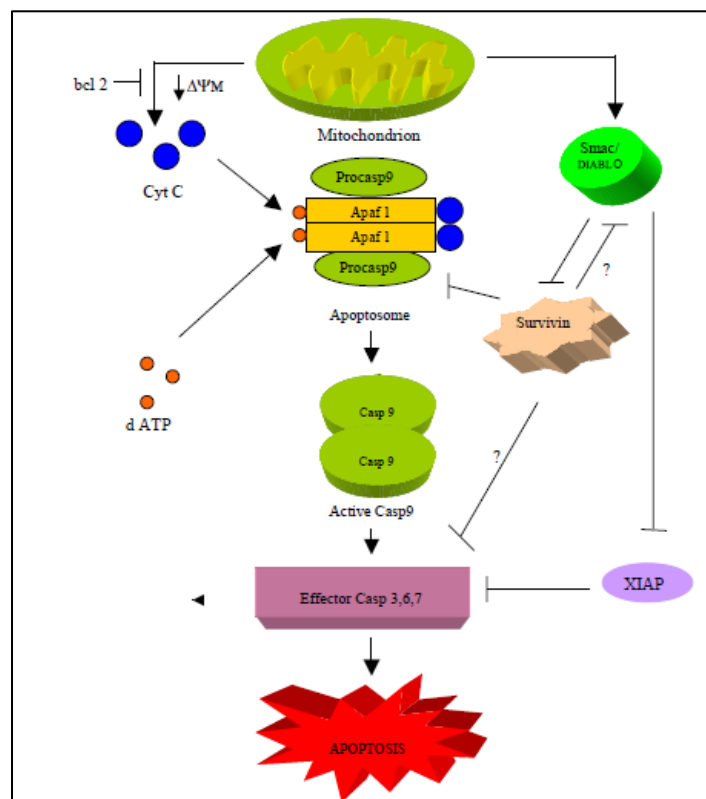 bcl 2
ΔΨM
Mitochondrion
Cyt C
Smac/
DIABLO
Procasp9
Apaf 1
Apaf 1
Procasp9
?
Survivin
Apoptosome
d ATP
Casp 9
Casp 9
?
Active Casp9
Effector Casp 3,6,7
XIAP
APOPTOSIS